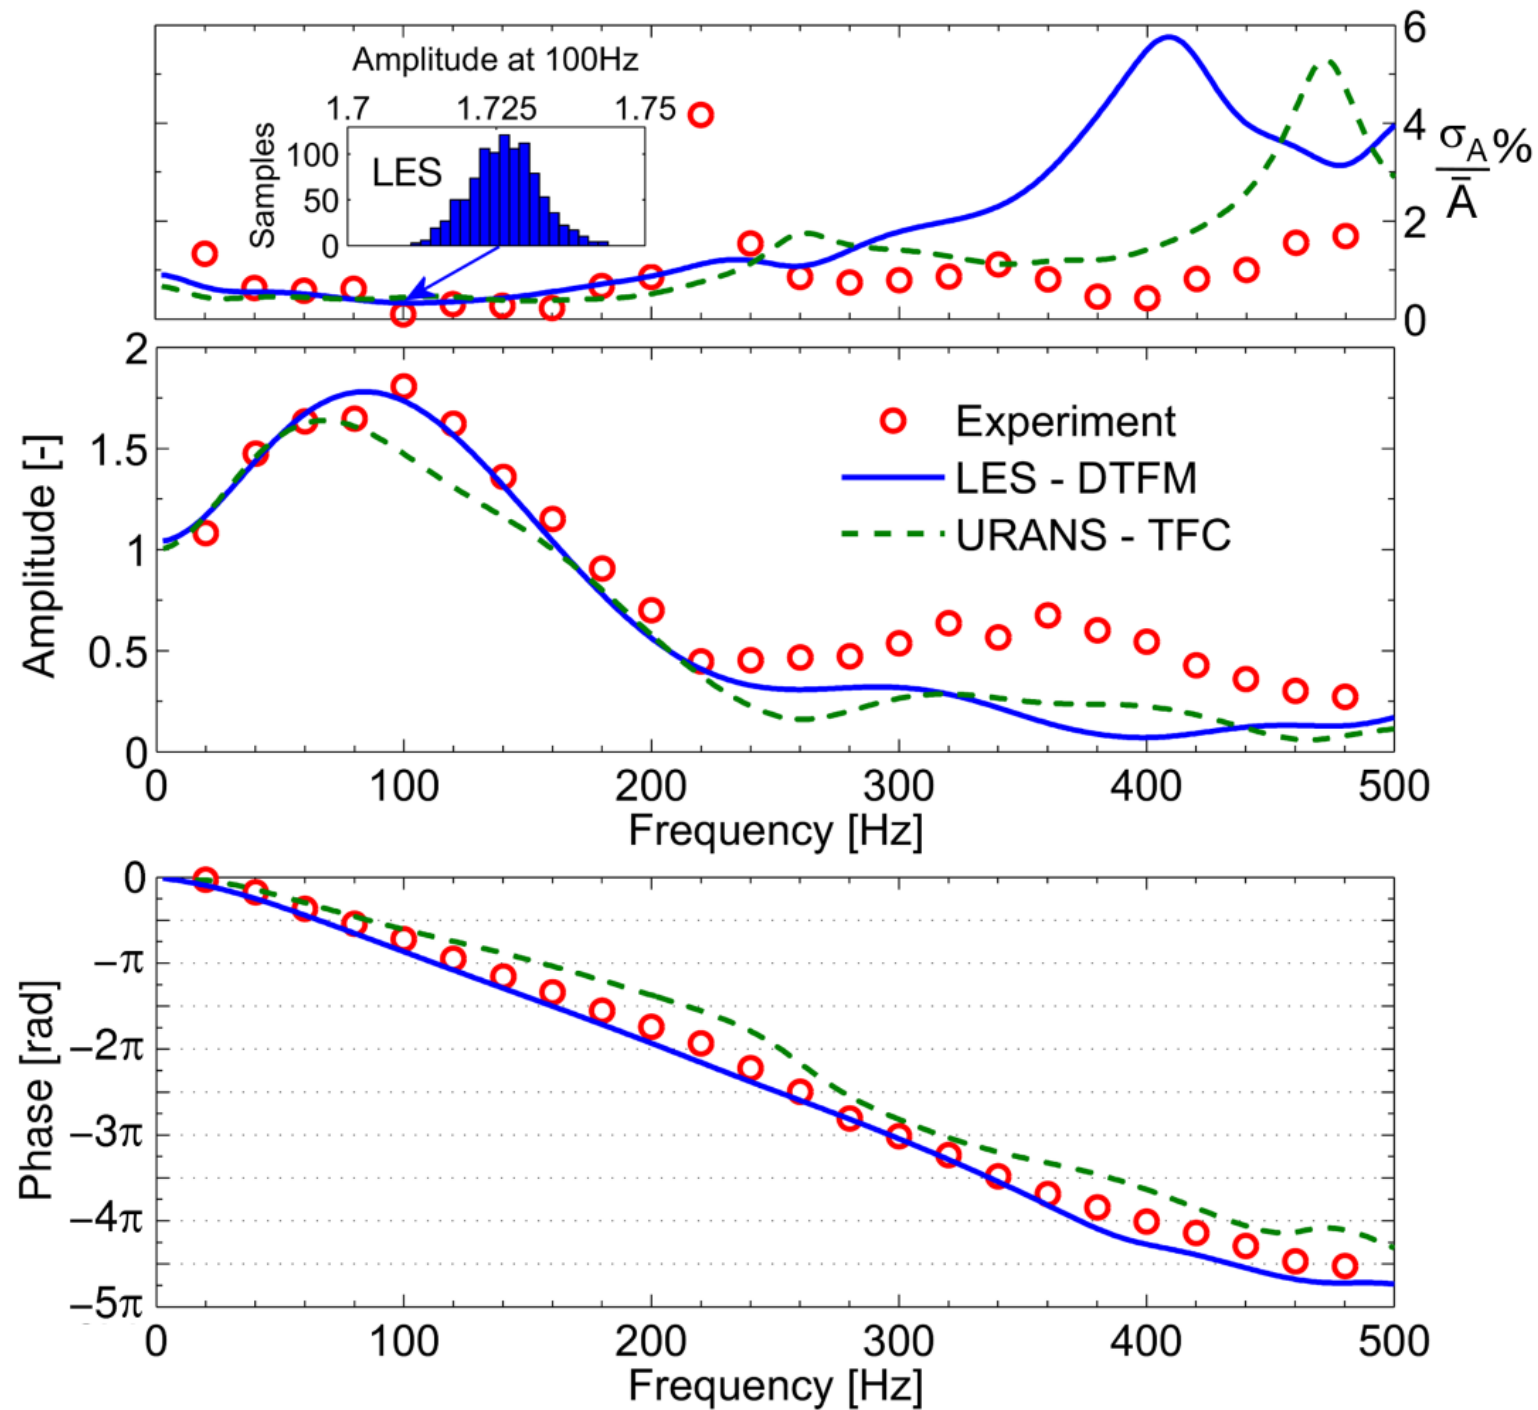 Amplitude at 100Hz
1.7 1.725 1.75
Samples
100
50
0
LES
6
4
2
0
σA/Ā %
2
1.5
1
0.5
0
Amplitude [-]
Experiment
LES - DTFM
URANS - TFC
0 100 200 300 400 500
Frequency [Hz]
0
−π
−2π
−3π
−4π
−5π
Phase [rad]
0 100 200 300 400 500
Frequency [Hz]